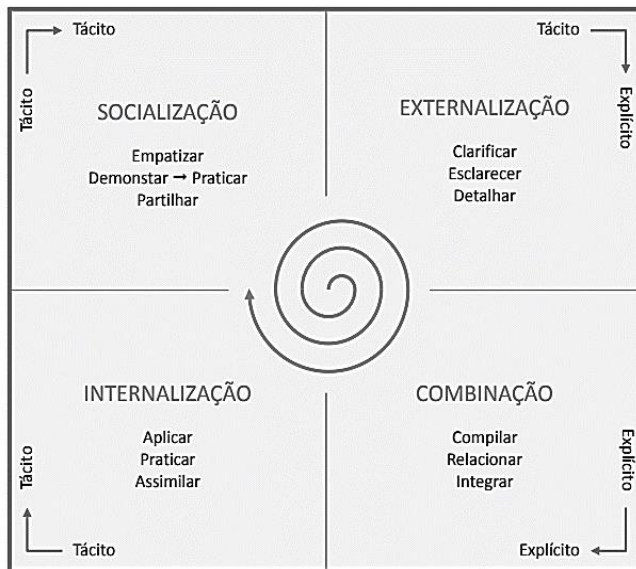 Tácito
Tácito
SOCIALIZAÇÃO
Empatizar
Demonstar → Praticar
Partilhar
Tácito
Explícito
EXTERNALIZAÇÃO
Clarificar
Esclarecer
Detalhar
INTERNALIZAÇÃO
Aplicar
Praticar
Assimilar
Tácito
Tácito
COMBINAÇÃO
Compilar
Relacionar
Integrar
Explícito
Explícito